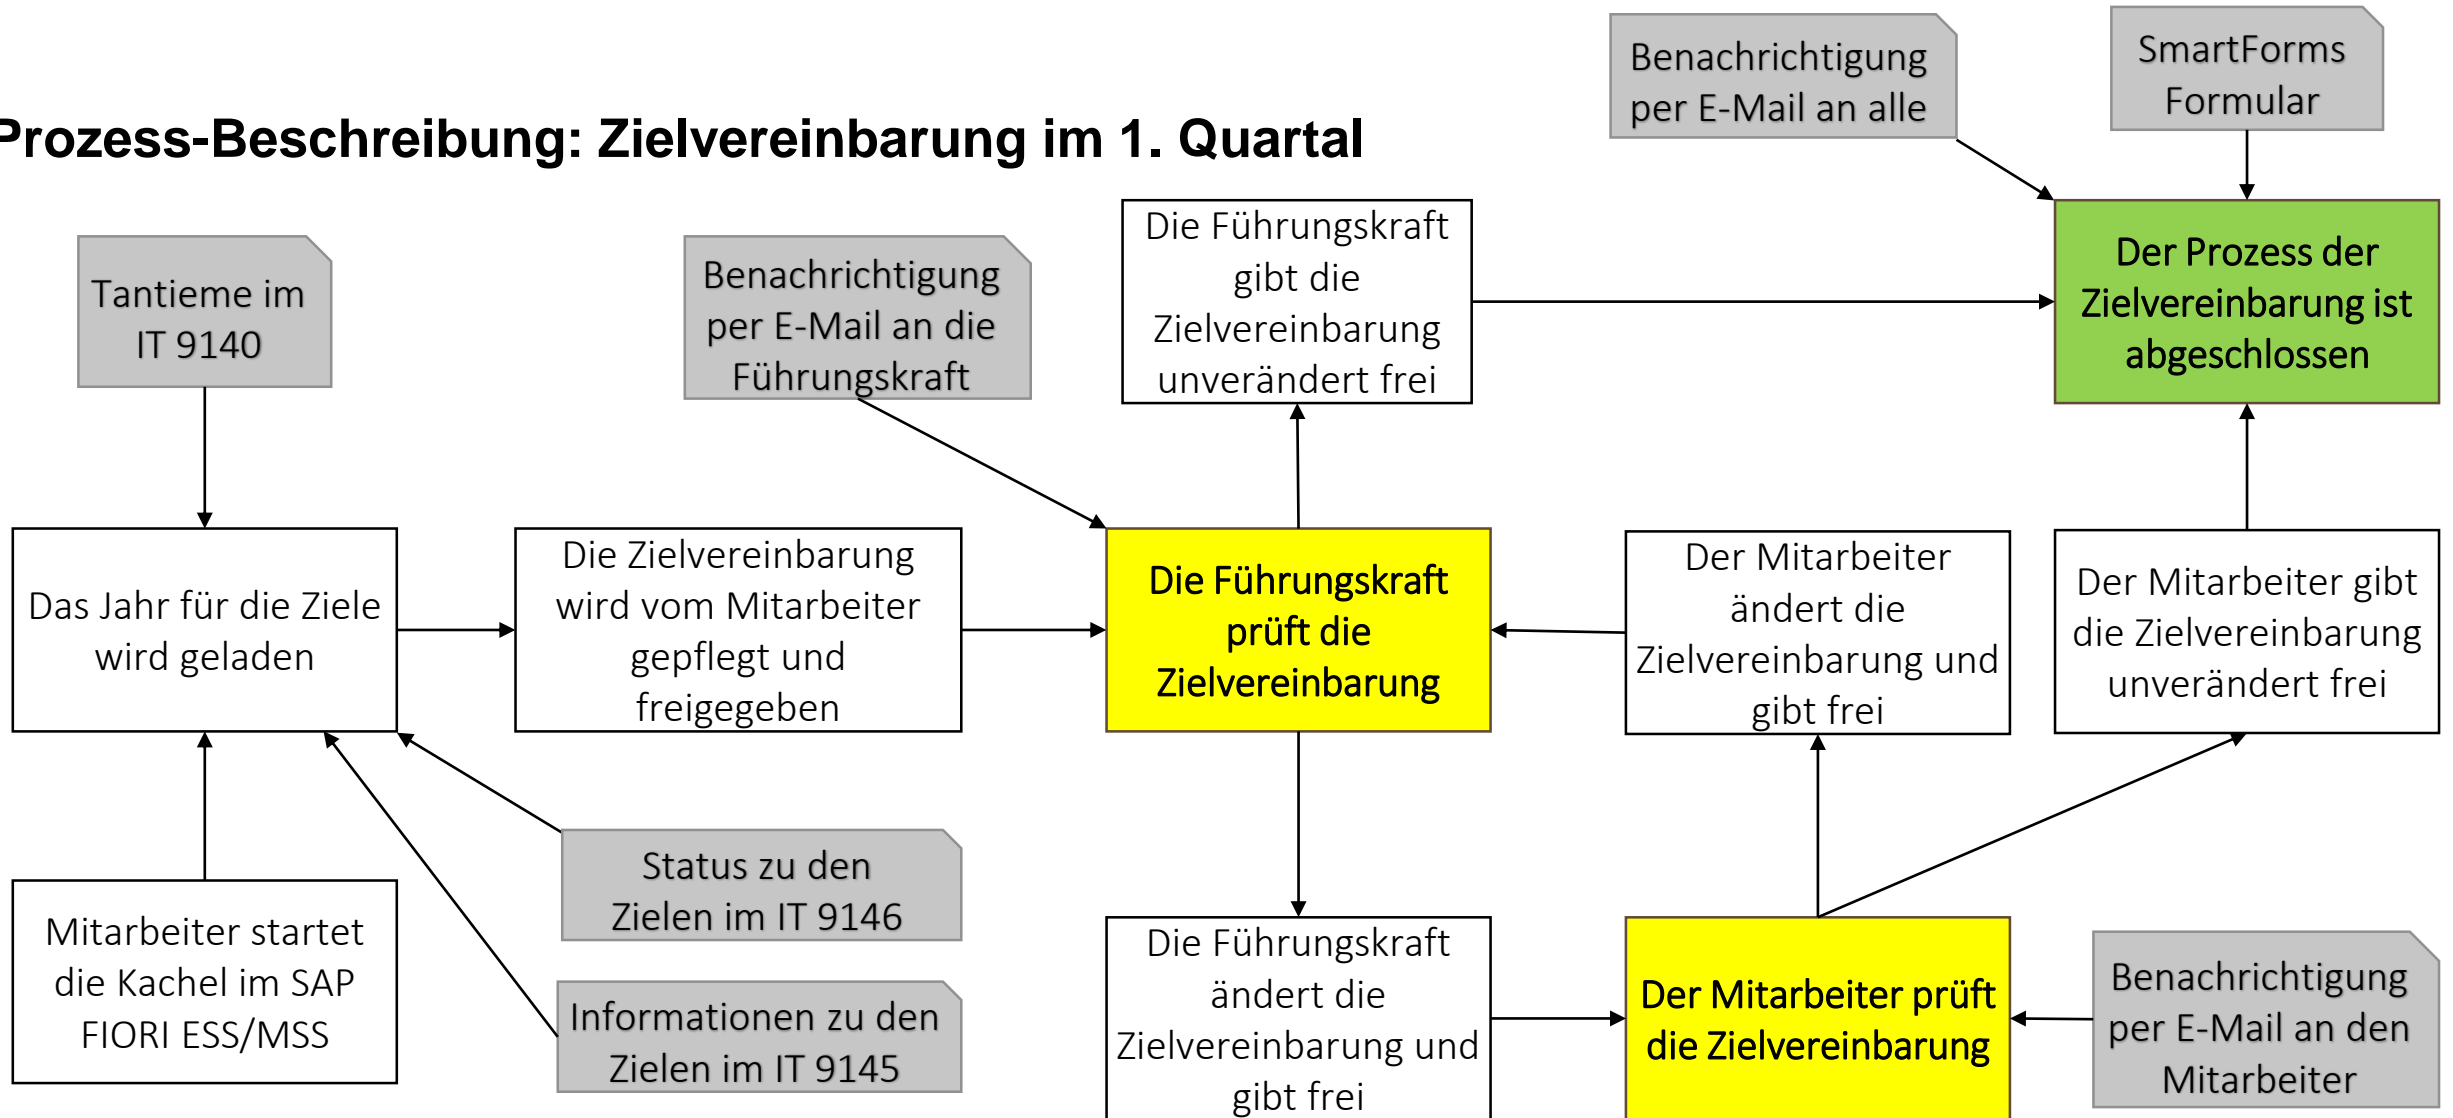 Prozess-Beschreibung: Zielvereinbarung im 1. Quartal
Benachrichtigung
per E-Mail an alle
SmartForms
Formular
Tantieme im
IT 9140
Benachrichtigung
per E-Mail an die
Führungskraft
Die Führungskraft
gibt die
Zielvereinbarung
unverändert frei
Der Prozess der
Zielvereinbarung ist
abgeschlossen
Das Jahr für die Ziele
wird geladen
Die Zielvereinbarung
wird vom Mitarbeiter
gepflegt und
freigegeben
Die Führungskraft
prüft die
Zielvereinbarung
Der Mitarbeiter
ändert die
Zielvereinbarung und
gibt frei
Der Mitarbeiter gibt
die Zielvereinbarung
unverändert frei
Mitarbeiter startet
die Kachel im SAP
FIORI ESS/MSS
Status zu den
Zielen im IT 9146
Informationen zu den
Zielen im IT 9145
Die Führungskraft
ändert die
Zielvereinbarung und
gibt frei
Der Mitarbeiter prüft
die Zielvereinbarung
Benachrichtigung
per E-Mail an den
Mitarbeiter